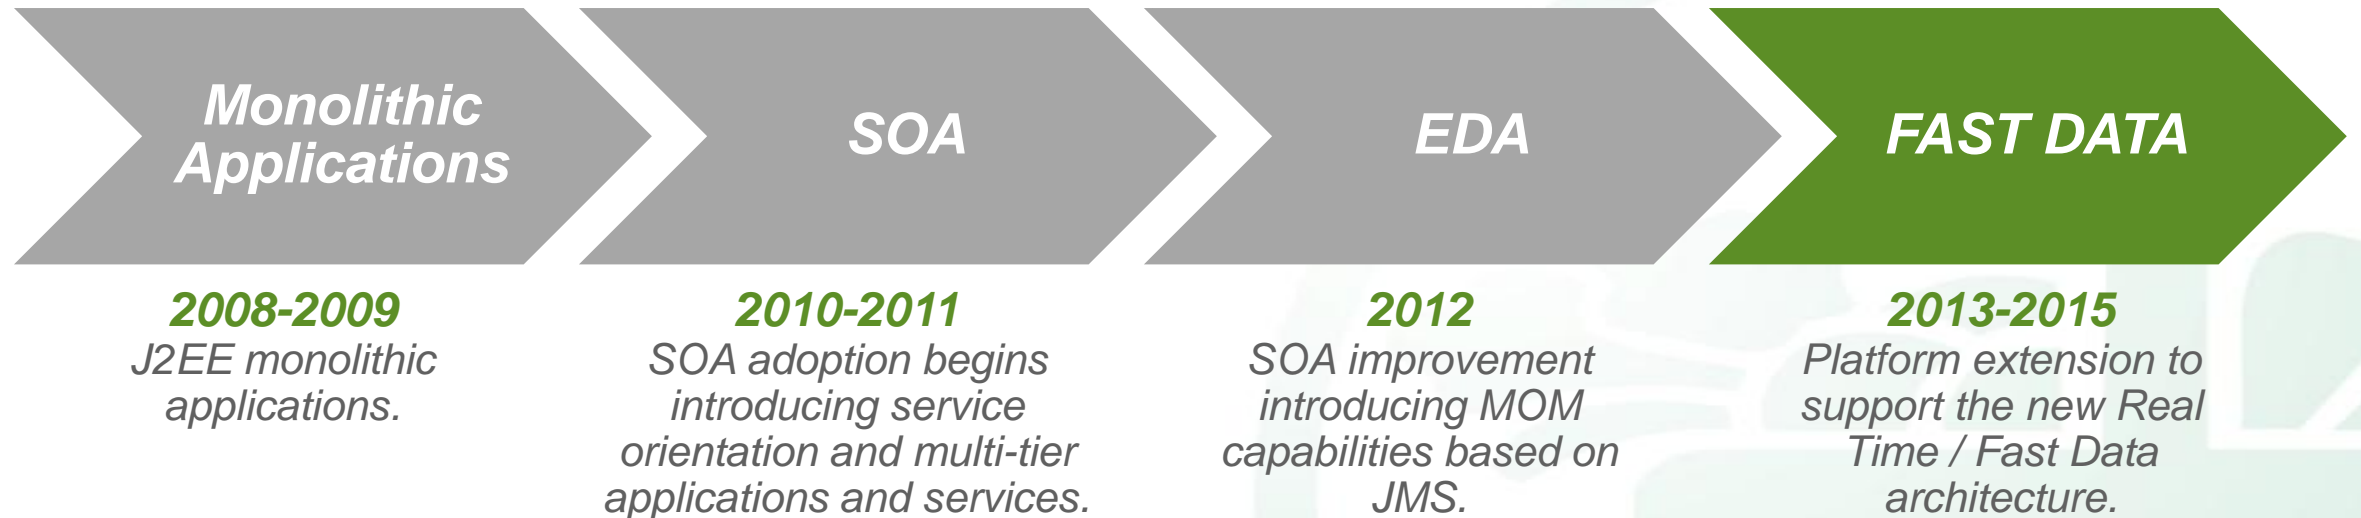 Monolithic
Applications
SOA
EDA
FAST DATA
2008-2009
J2EE monolithic
applications.
2010-2011
SOA adoption begins
introducing service
orientation and multi-tier
applications and services.
2012
SOA improvement
introducing MOM
capabilities based on
JMS.
2013-2015
Platform extension to
support the new Real
Time / Fast Data
architecture.